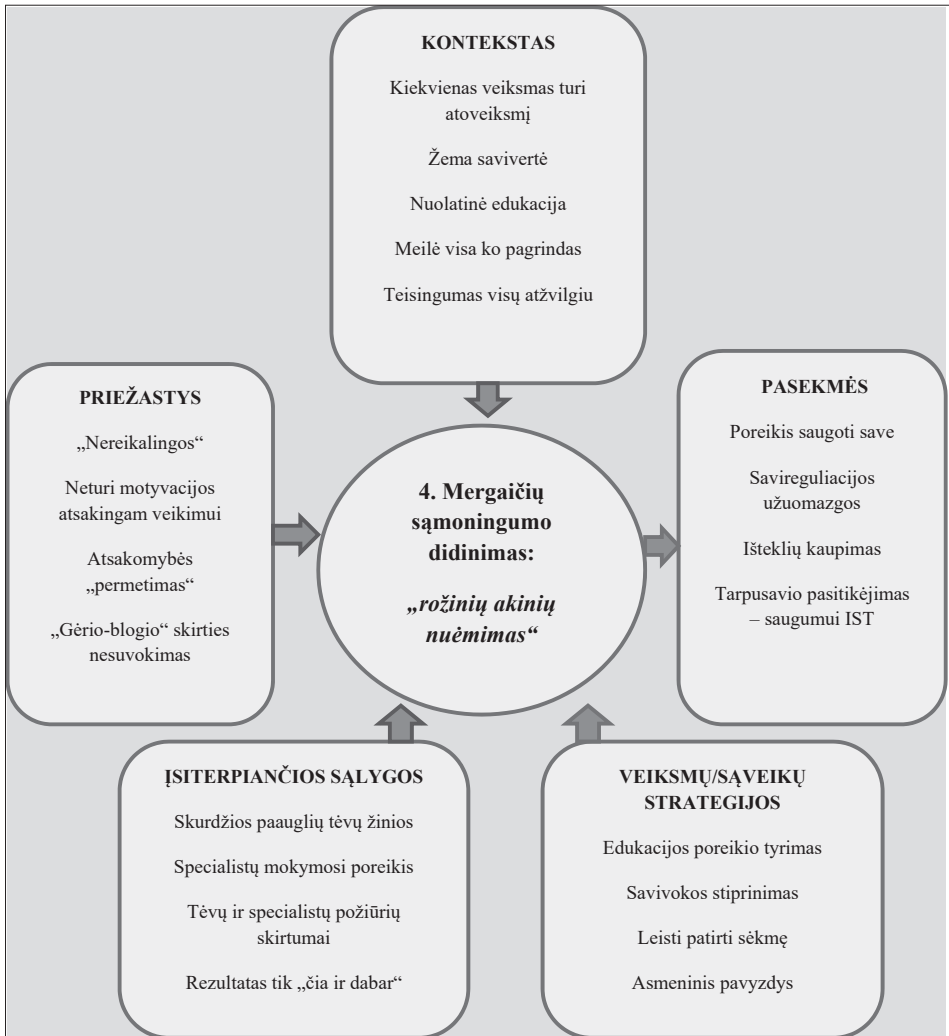 KONTEKSTAS
Kiekvienas veiksmas turi
atoveiksmį
Žema savivertė
Nuolatinė edukacija
Meilė visa ko pagrindas
Teisingumas visų atžvilgiu
PRIEŽASTYS
„Nereikalingos“
Neturi motyvacijos
atsakingam veikimui
Atsakomybės
„permetimas“
„Gėrio-blogio“ skirties
nesuvokimas
4. Mergaičių
sąmoningumo
didinimas:
„rožinių akinių
nuėmimas“
PASEKMĖS
Poreikis saugoti save
Savireguliacijos
užuomazgos
Išteklių kaupimas
Tarpusavio pasitikėjimas
– saugumui IST
ĮSITERPIANČIOS SĄLYGOS
Skurdžios paauglių tėvų žinios
Specialistų mokymosi poreikis
Tėvų ir specialistų požiūrių
skirtumai
Rezultatas tik „čia ir dabar“
VEIKSMŲ/SĄVEIKŲ
STRATEGIJOS
Edukacijos poreikio tyrimas
Savivokos stiprinimas
Leisti patirti sėkmę
Asmeninis pavyzdys